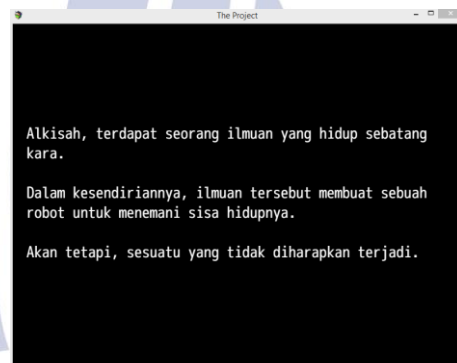 The Project
Alkisah, terdapat seorang ilmuan yang hidup sebatang
kara.
Dalam kesendiriannya, ilmuan tersebut membuat sebuah
robot untuk menemani sisa hidupnya.
Akan tetapi, sesuatu yang tidak diharapkan terjadi.